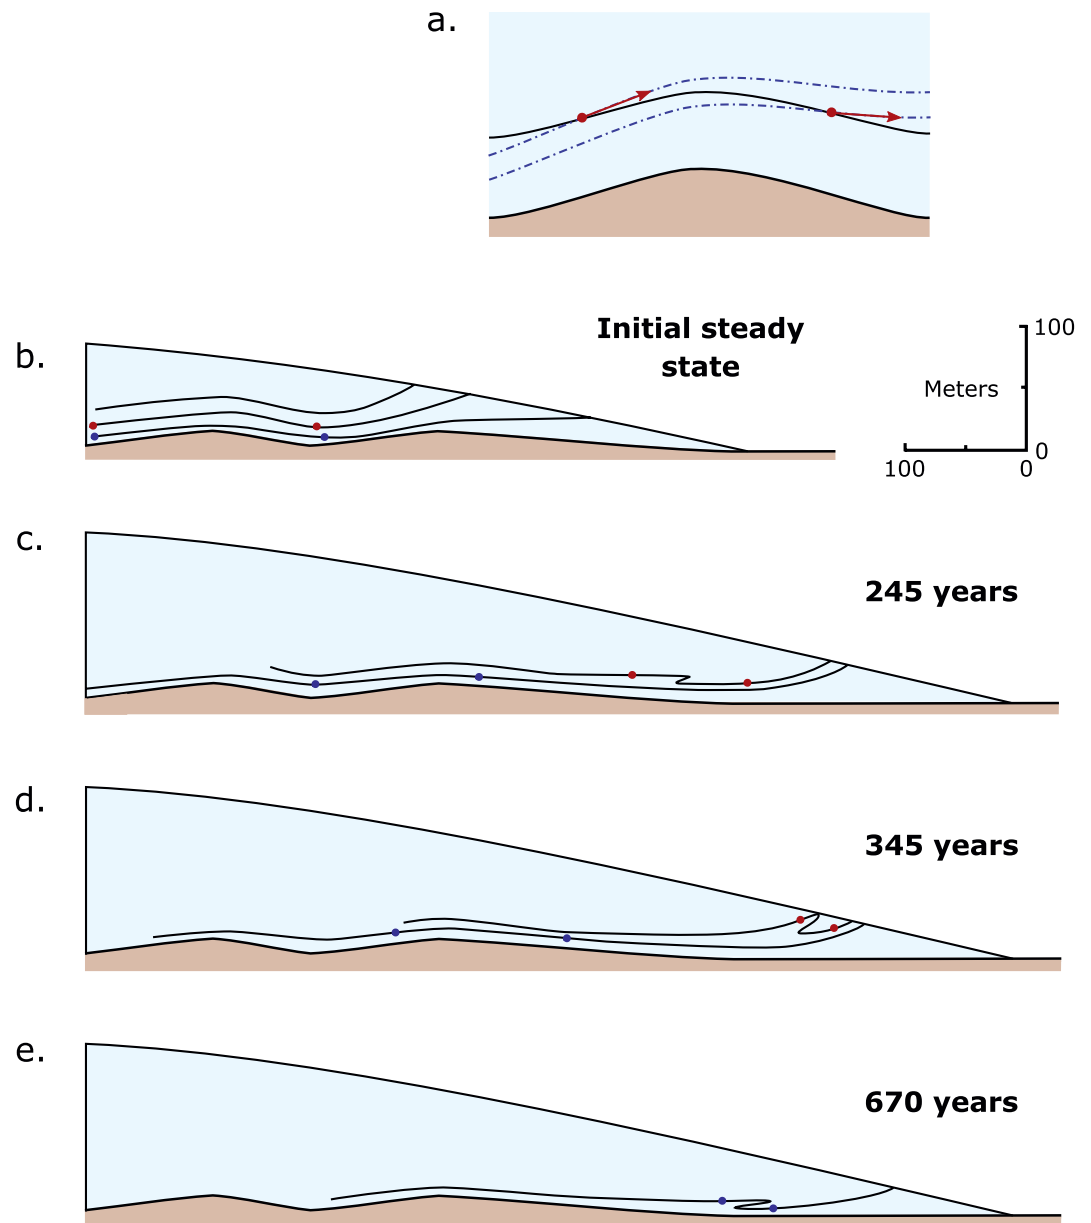 a.
b.
Initial steady
state
100
Meters
0
100
0
c.
245 years
d.
345 years
e.
670 years